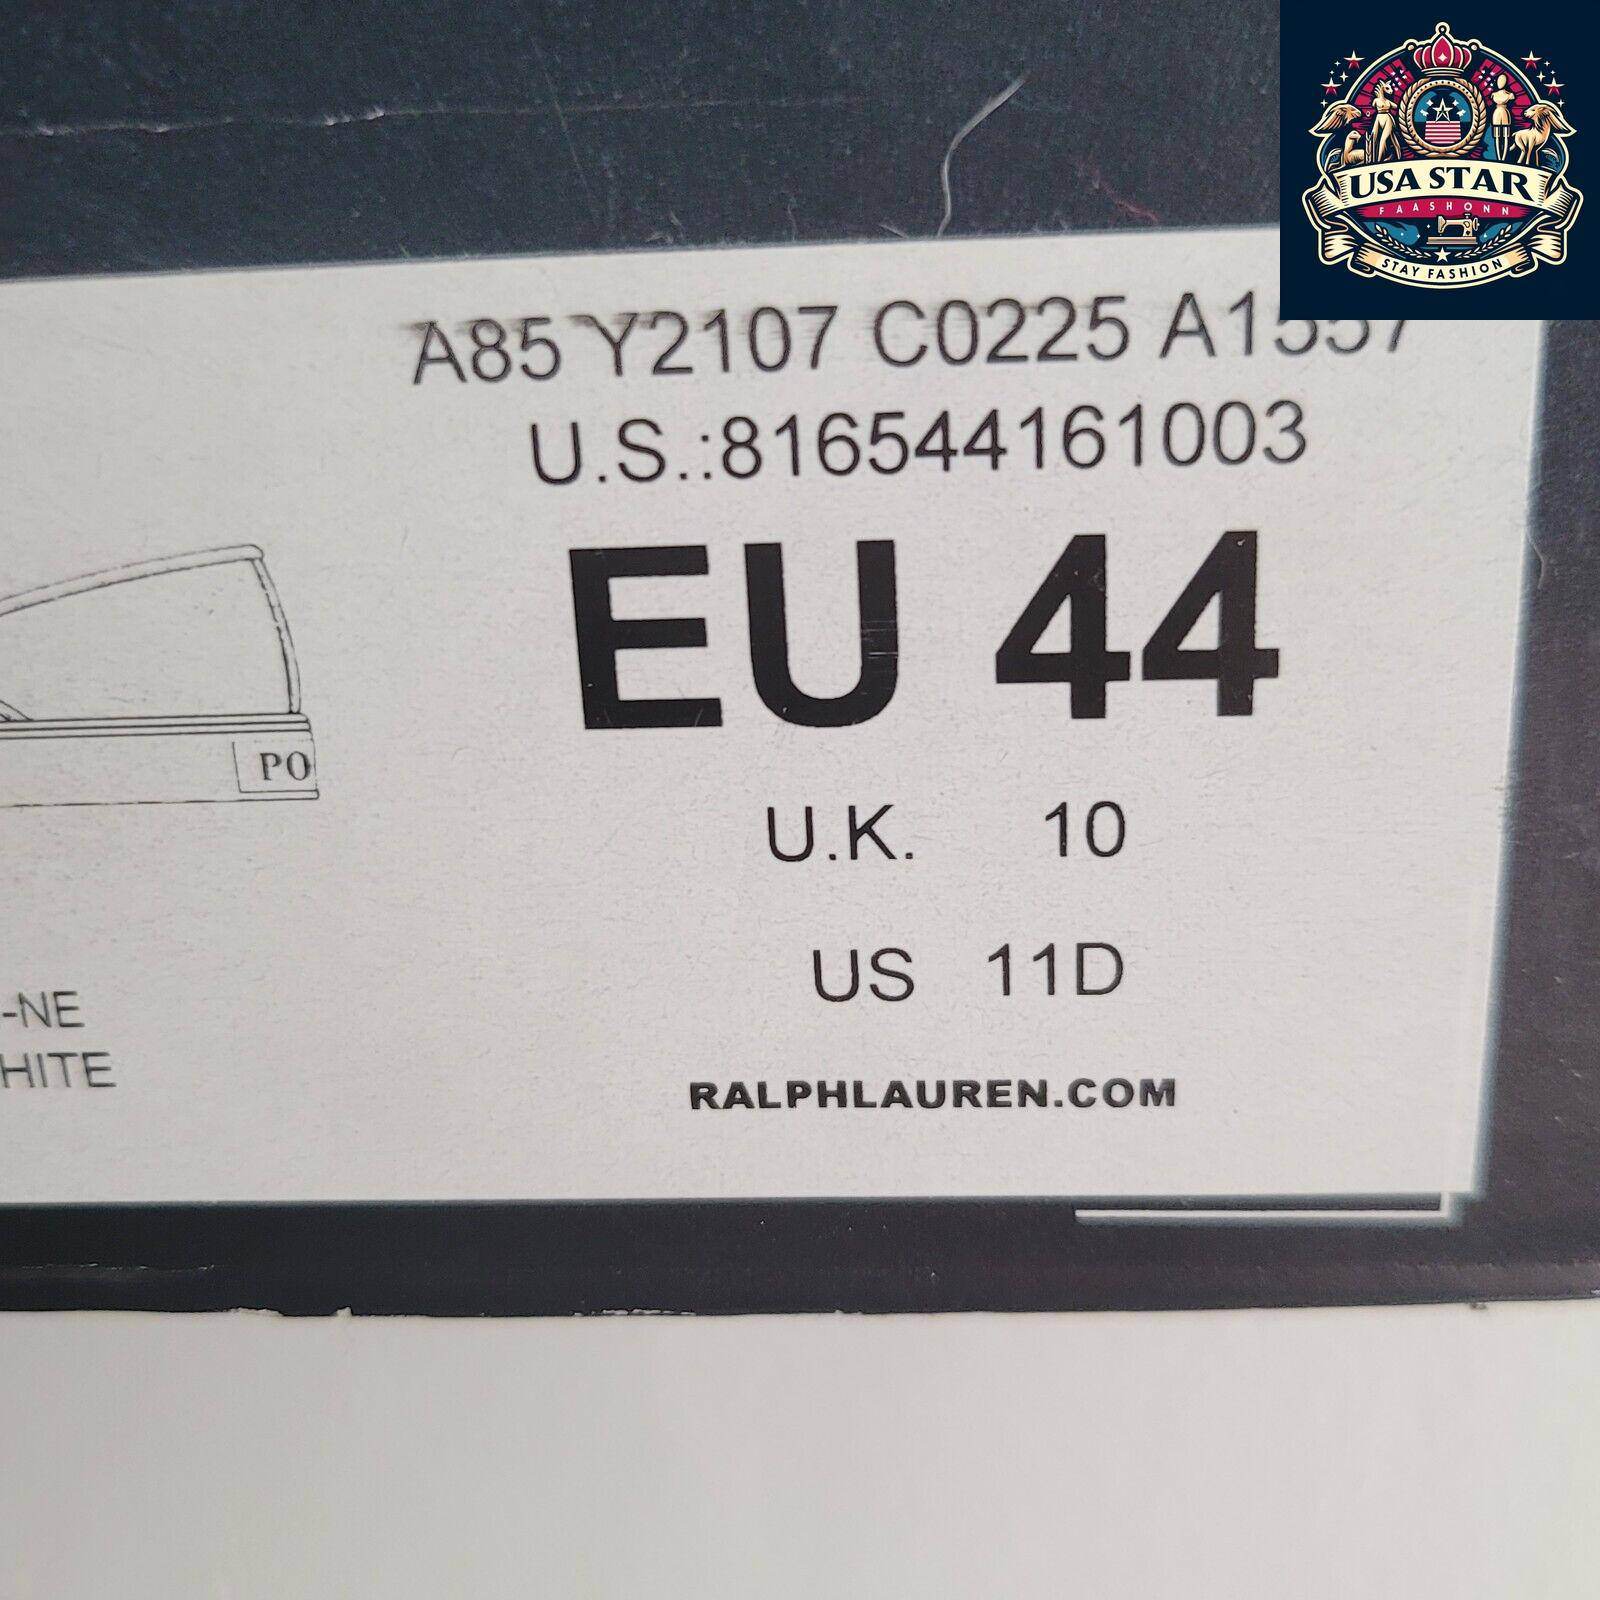 USA STAR
FAASHONN
STAY FASHION
A85 Y2107 C0225 A1557
U.S.:816544161003
EU 44
PO
U.K. 10
US 11D
-NE
HITE
RALPHLAUREN.COM